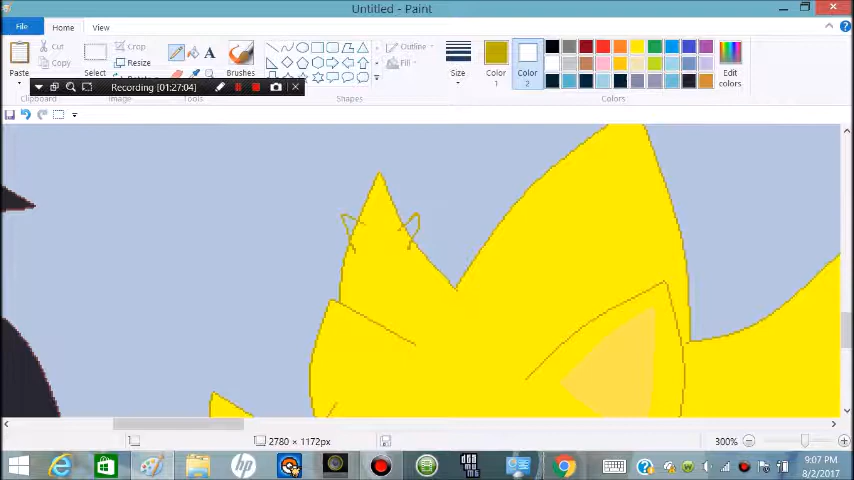 Untitled - Paint
File Home View
Cut
Copy
Paste
Clipboard
Crop
Resize
Select
Image
A
Tools
Brushes
Outline
Fill
Shapes
Size
Color 1
Color 2
Edit colors
Colors
Recording [01:27:04]
2780 × 1172px
300%
9:07 PM
8/2/2017